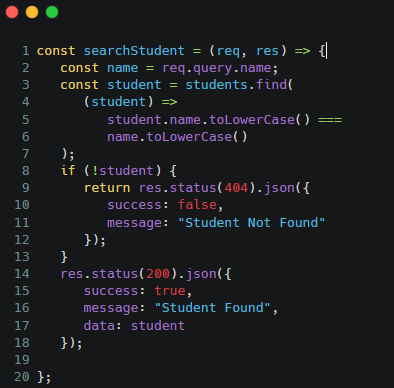 1 const searchStudent = (req, res) => {
2    const name = req.query.name;
3    const student = students.find(
4       (student) =>
5          student.name.toLowerCase() ===
6          name.toLowerCase()
7    );
8    if (!student) {
9       return res.status(404).json({
10          success: false,
11          message: "Student Not Found"
12       });
13    }
14    res.status(200).json({
15       success: true,
16       message: "Student Found",
17       data: student
18    });
19
20 };